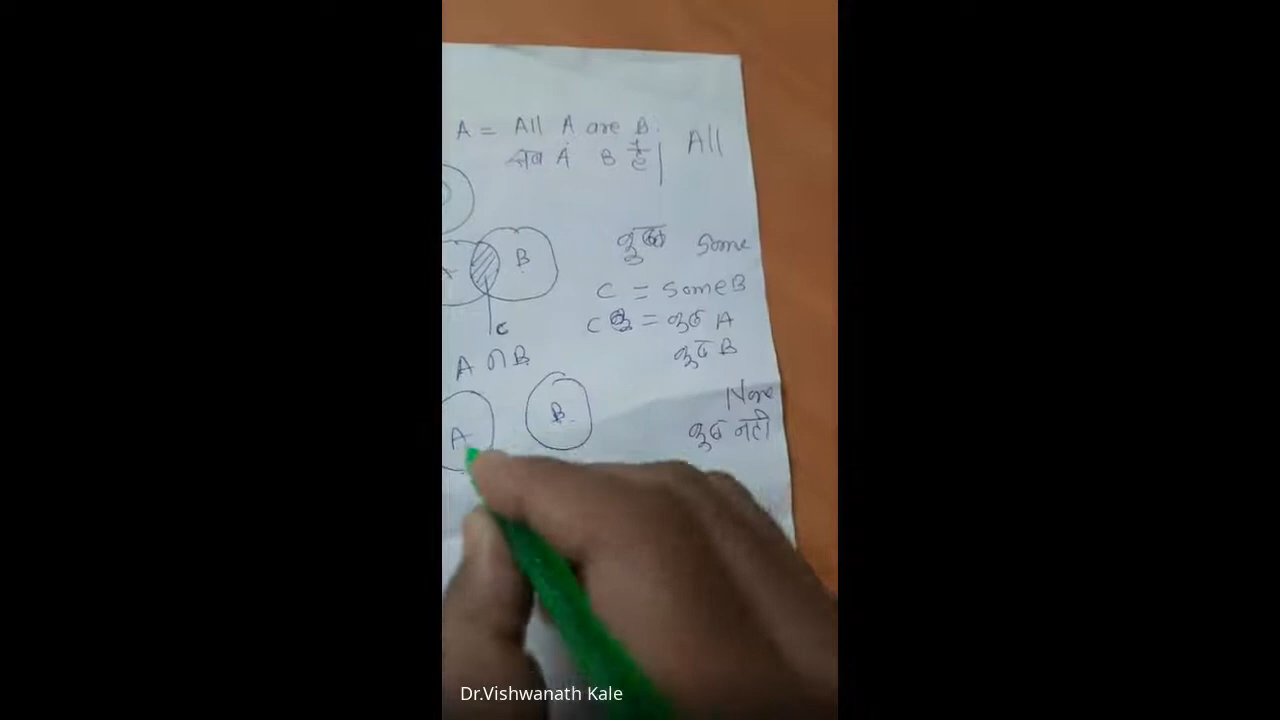 A = All A are B.
सब A B है | All
कुछ Some
A B
C = Some B
C
C = कुछ A
A ∩ B
कुछ B
None
A B
कुछ नही
Dr.Vishwanath Kale